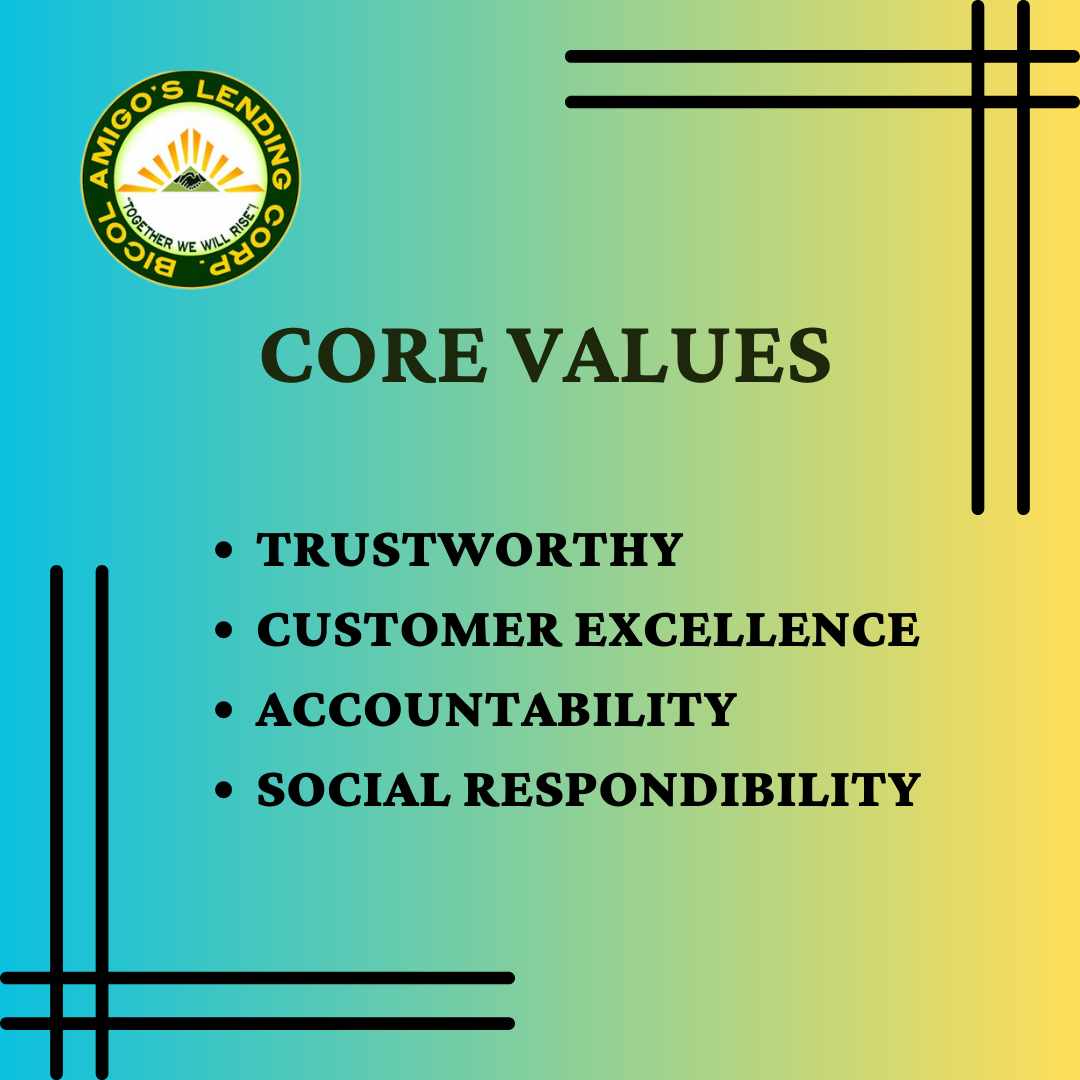 BICOL AMIGO'S LENDING CORP.
"TOGETHER WE WILL RISE"!
CORE VALUES
• TRUSTWORTHY
• CUSTOMER EXCELLENCE
• ACCOUNTABILITY
• SOCIAL RESPONDIBILITY